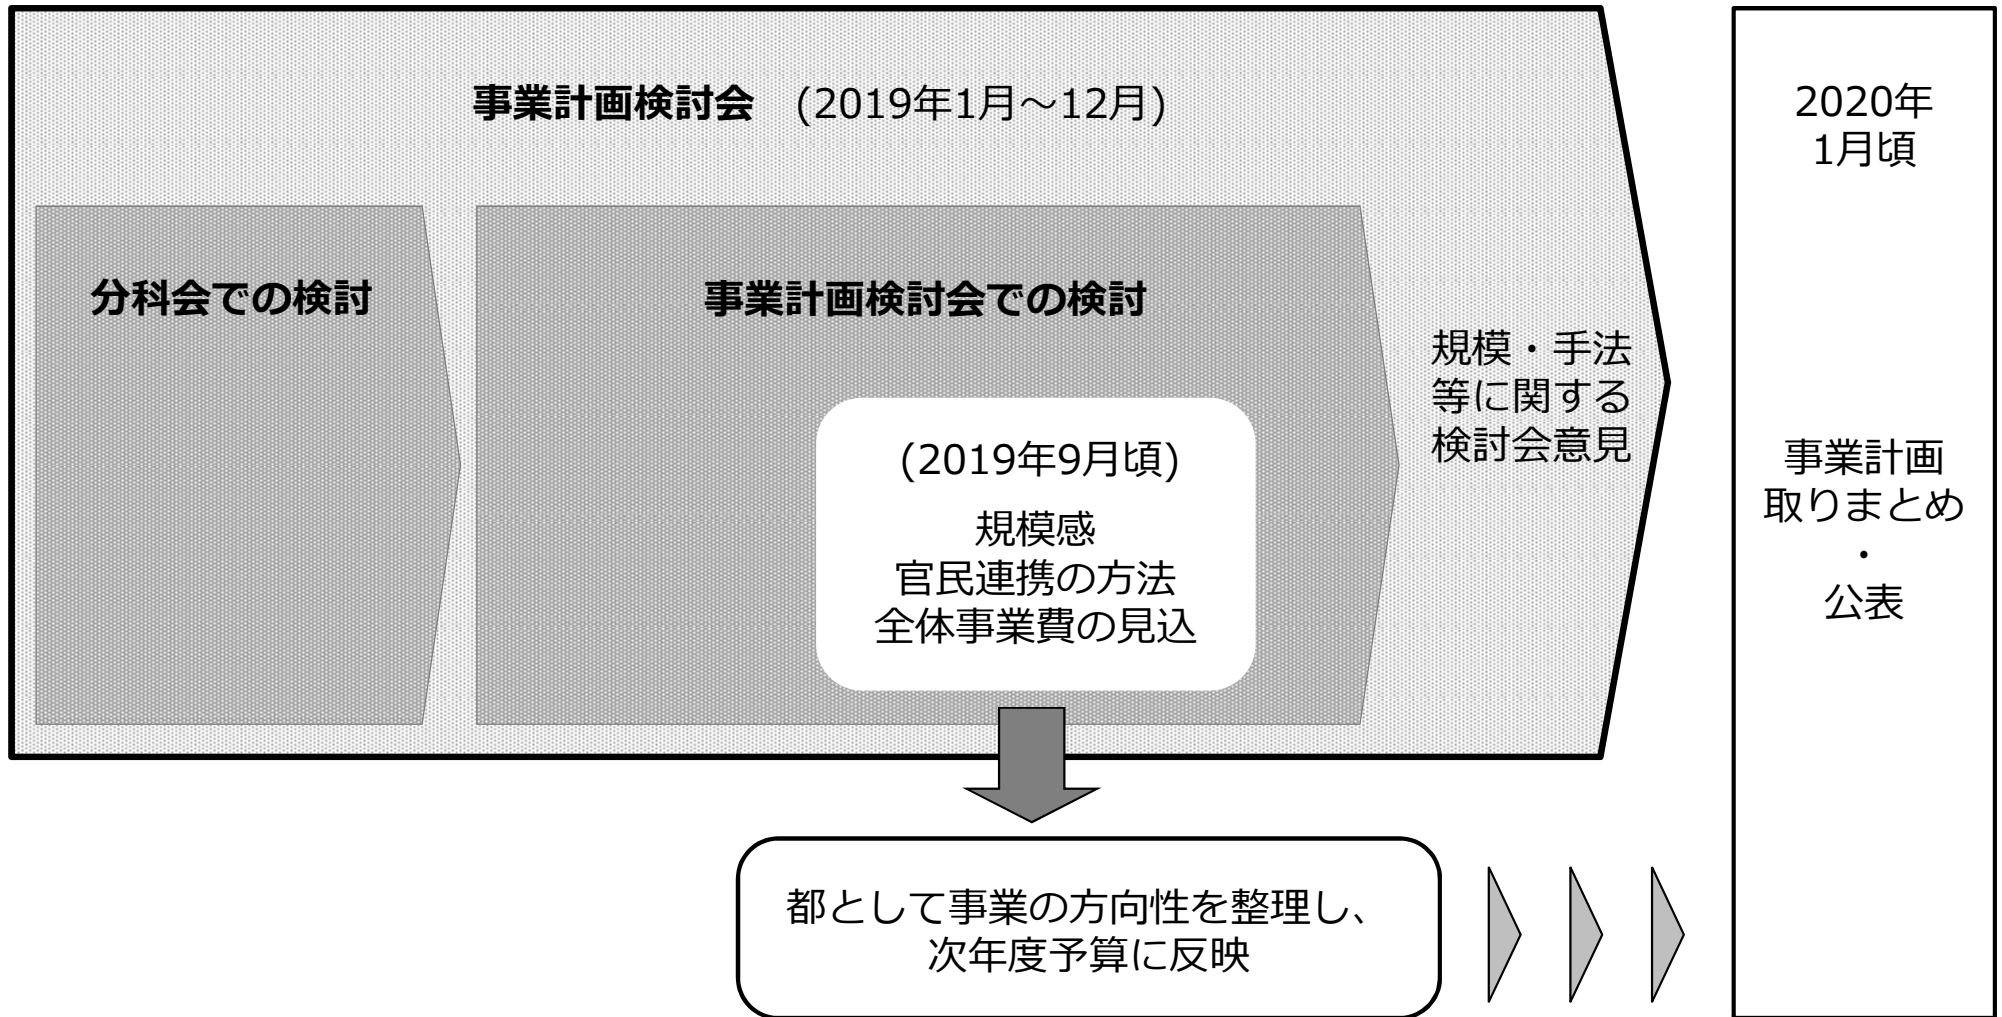 事業計画検討会 (2019年1月～12月)
分科会での検討
事業計画検討会での検討
(2019年9月頃)
規模感
官民連携の方法
全体事業費の見込
規模・手法
等に関する
検討会意見
都として事業の方向性を整理し、
次年度予算に反映
2020年
1月頃
事業計画
取りまとめ
・
公表